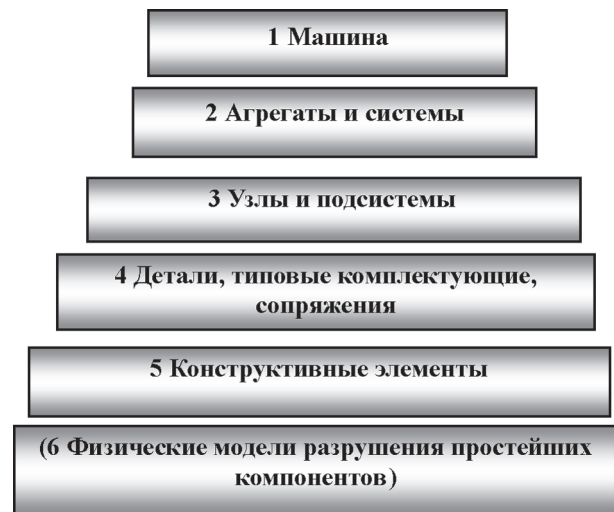 1 Машина
2 Агрегаты и системы
3 Узлы и подсистемы
4 Детали, типовые комплектующие,
сопряжения
5 Конструктивные элементы
(6 Физические модели разрушения простейших
компонентов)